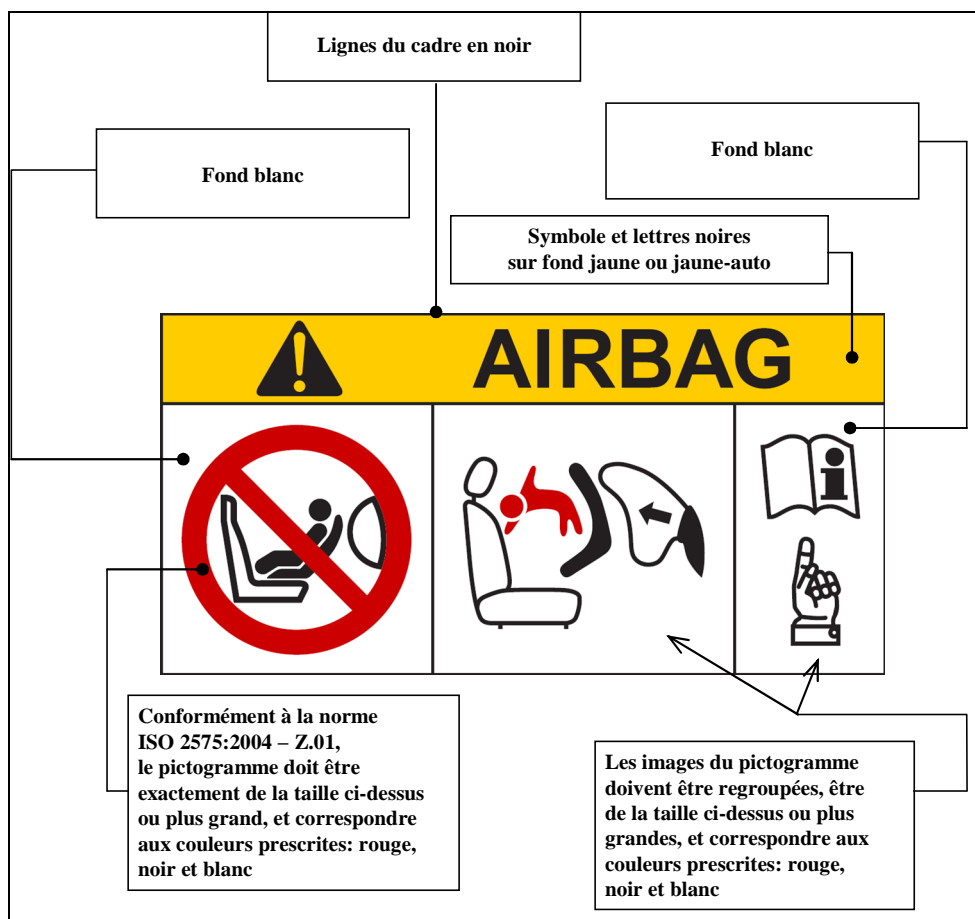 Lignes du cadre en noir
Fond blanc
Fond blanc
Symbole et lettres noires
sur fond jaune ou jaune-auto
AIRBAG
Conformément à la norme
ISO 2575:2004 – Z.01,
le pictogramme doit être
exactement de la taille ci-dessus
ou plus grand, et correspondre
aux couleurs prescrites: rouge,
noir et blanc
Les images du pictogramme
doivent être regroupées, être
de la taille ci-dessus ou plus
grandes, et correspondre aux
couleurs prescrites: rouge,
noir et blanc